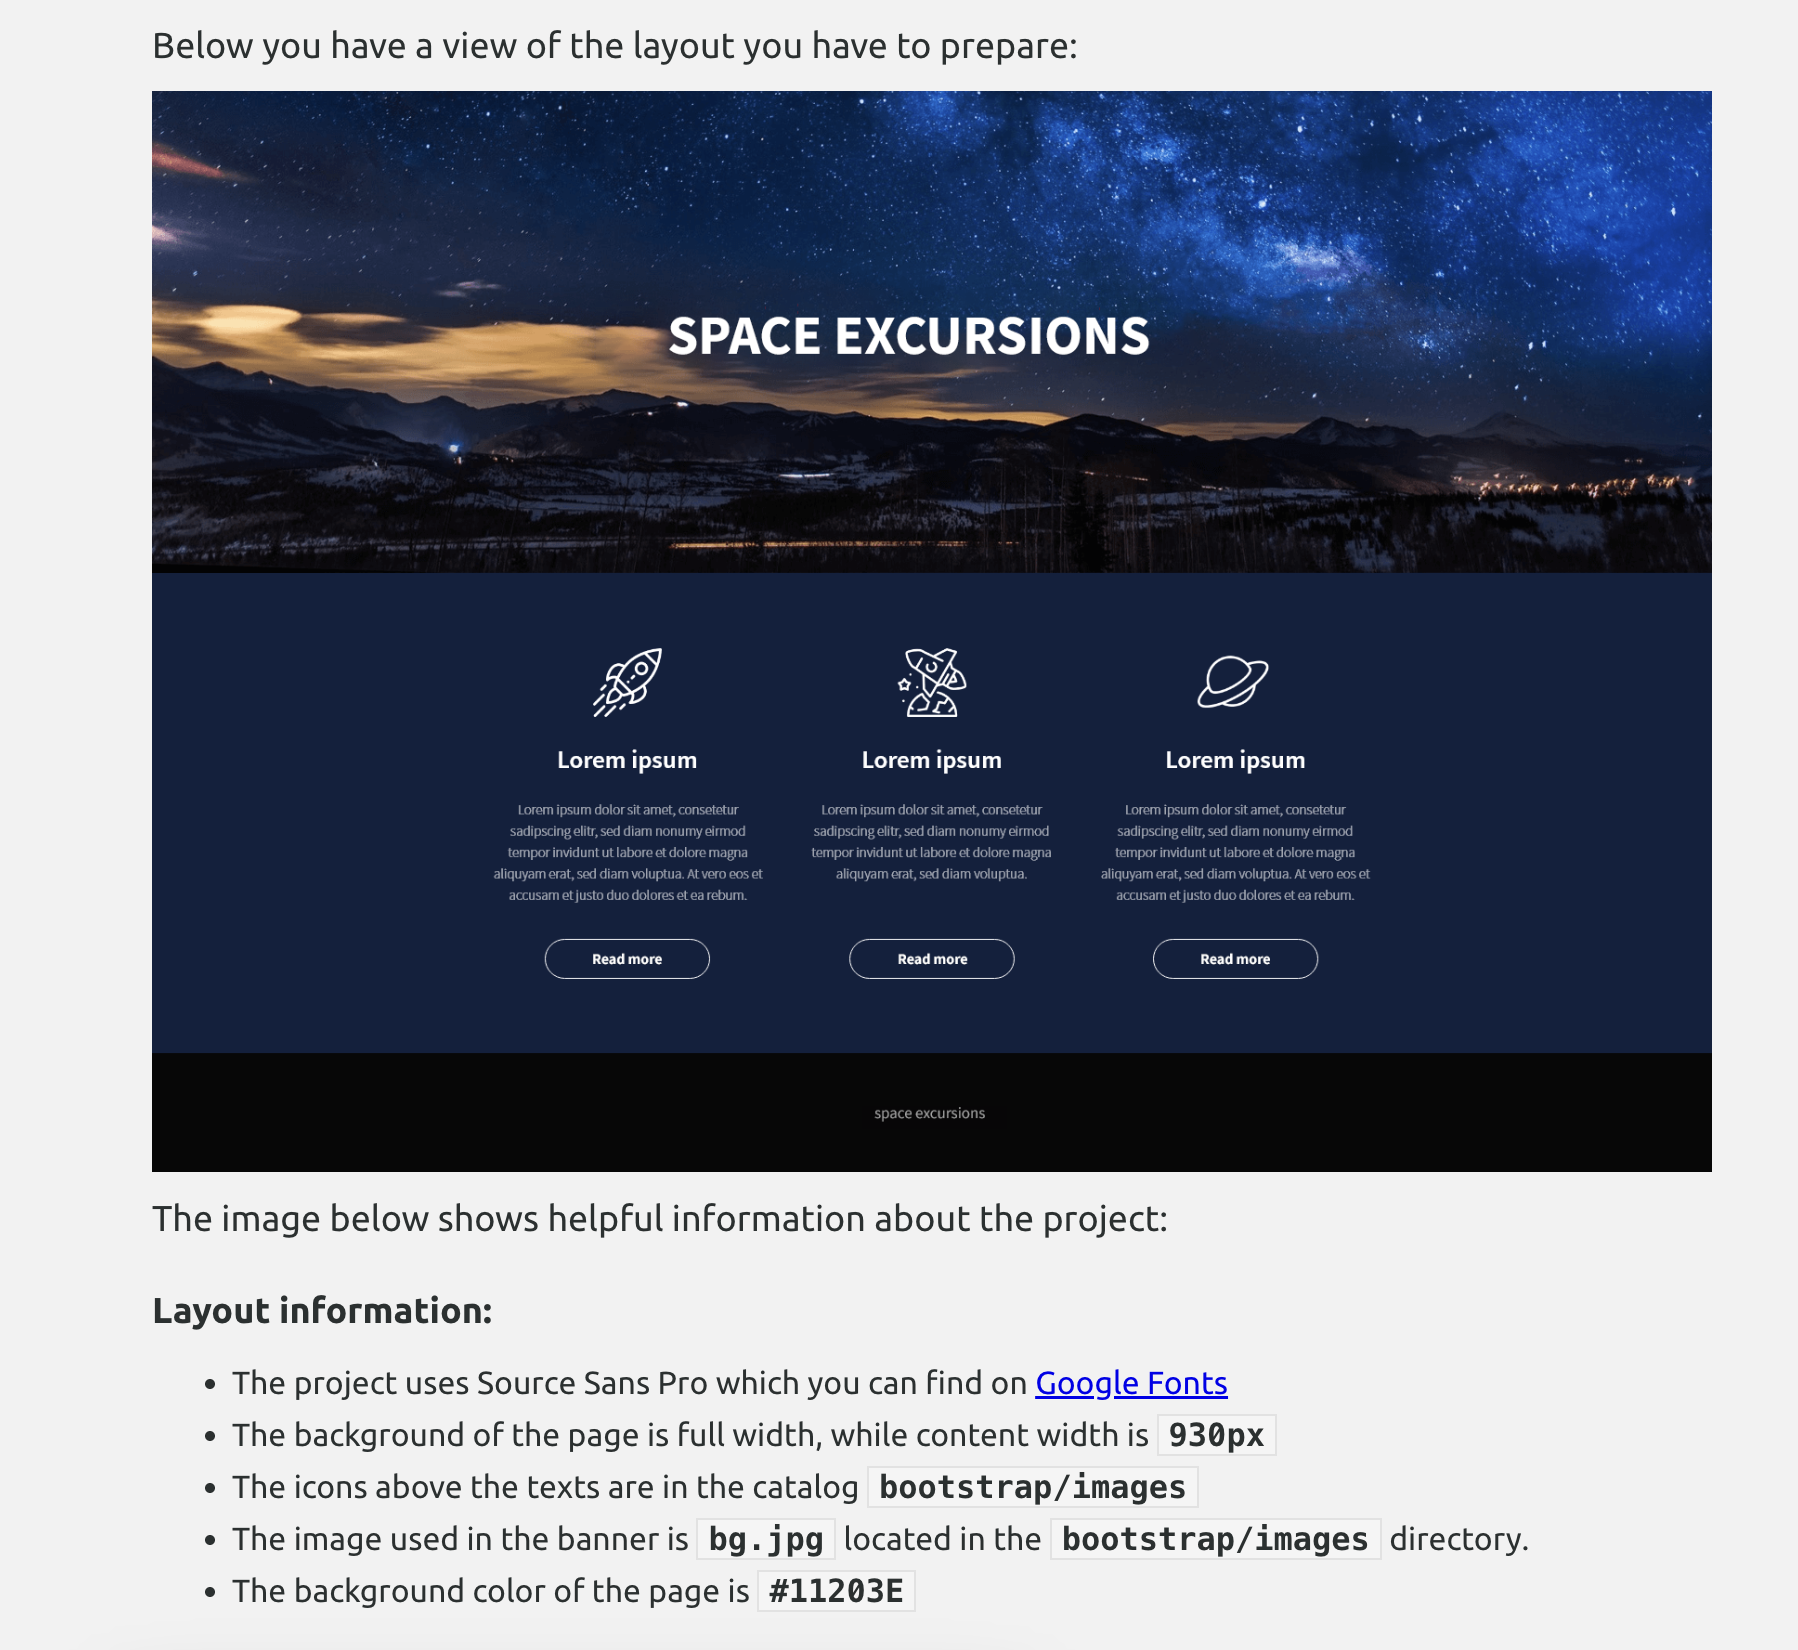 Below you have a view of the layout you have to prepare:
SPACE EXCURSIONS
Lorem ipsum
Lorem ipsum dolor sit amet, consetetur
sadipscing elitr, sed diam nonumy eirmod
tempor invidunt ut labore et dolore magna
aliquyam erat, sed diam voluptua. At vero eos et
accusam et justo duo dolores et ea rebum.
Read more
Lorem ipsum
Lorem ipsum dolor sit amet, consetetur
sadipscing elitr, sed diam nonumy eirmod
tempor invidunt ut labore et dolore magna
aliquyam erat, sed diam voluptua.
Read more
Lorem ipsum
Lorem ipsum dolor sit amet, consetetur
sadipscing elitr, sed diam nonumy eirmod
tempor invidunt ut labore et dolore magna
aliquyam erat, sed diam voluptua. At vero eos et
accusam et justo duo dolores et ea rebum.
Read more
space excursions
The image below shows helpful information about the project:
Layout information:
• The project uses Source Sans Pro which you can find on Google Fonts
• The background of the page is full width, while content width is 930px
• The icons above the texts are in the catalog bootstrap/images
• The image used in the banner is bg.jpg located in the bootstrap/images directory.
• The background color of the page is #11203E